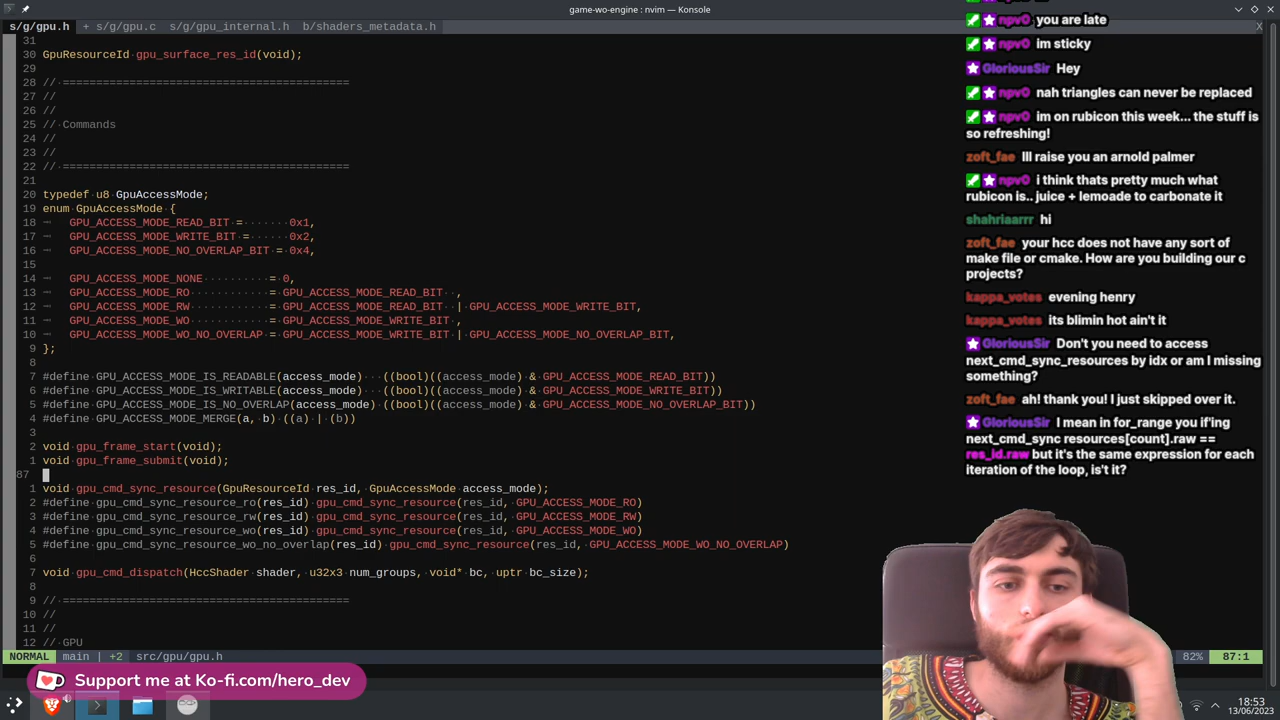 game-wo-engine : nvim — Konsole
s/g/gpu.h + s/g/gpu.c s/g/gpu_internal.h b/shaders_metadata.h X
31
30 GpuResourceId gpu_surface_res_id(void);
29
28 // =======================================
27 //
26 //
25 // Commands
24 //
23 //
22 // =======================================
21
20 typedef u8 GpuAccessMode;
19 enum GpuAccessMode {
18 GPU_ACCESS_MODE_READ_BIT = 0x1,
17 GPU_ACCESS_MODE_WRITE_BIT = 0x2,
16 GPU_ACCESS_MODE_NO_OVERLAP_BIT = 0x4,
15
14 GPU_ACCESS_MODE_NONE = 0,
13 GPU_ACCESS_MODE_RO = GPU_ACCESS_MODE_READ_BIT ,
12 GPU_ACCESS_MODE_RW = GPU_ACCESS_MODE_READ_BIT | GPU_ACCESS_MODE_WRITE_BIT,
11 GPU_ACCESS_MODE_WO = GPU_ACCESS_MODE_WRITE_BIT ,
10 GPU_ACCESS_MODE_WO_NO_OVERLAP = GPU_ACCESS_MODE_WRITE_BIT | GPU_ACCESS_MODE_NO_OVERLAP_BIT,
9 };
8
7 #define GPU_ACCESS_MODE_IS_READABLE(access_mode) ((bool)((access_mode) & GPU_ACCESS_MODE_READ_BIT))
6 #define GPU_ACCESS_MODE_IS_WRITABLE(access_mode) ((bool)((access_mode) & GPU_ACCESS_MODE_WRITE_BIT))
5 #define GPU_ACCESS_MODE_IS_NO_OVERLAP(access_mode) ((bool)((access_mode) & GPU_ACCESS_MODE_NO_OVERLAP_BIT))
4 #define GPU_ACCESS_MODE_MERGE(a, b) ((a) | (b))
3
2 void gpu_frame_start(void);
1 void gpu_frame_submit(void);
87
1 void gpu_cmd_sync_resource(GpuResourceId res_id, GpuAccessMode access_mode);
2 #define gpu_cmd_sync_resource_ro(res_id) gpu_cmd_sync_resource(res_id, GPU_ACCESS_MODE_RO)
3 #define gpu_cmd_sync_resource_rw(res_id) gpu_cmd_sync_resource(res_id, GPU_ACCESS_MODE_RW)
4 #define gpu_cmd_sync_resource_wo(res_id) gpu_cmd_sync_resource(res_id, GPU_ACCESS_MODE_WO)
5 #define gpu_cmd_sync_resource_wo_no_overlap(res_id) gpu_cmd_sync_resource(res_id, GPU_ACCESS_MODE_WO_NO_OVERLAP)
6
7 void gpu_cmd_dispatch(HccShader shader, u32x3 num_groups, void* bc, uptr bc_size);
8
9 // =======================================
10 //
11 //
12 // GPU
NORMAL main | +2 src/gpu/gpu.h 82% 87:1
Support me at Ko-fi.com/hero_dev
npv0 you are late
npv0 im sticky
GloriousSir Hey
npv0 nah triangles can never be replaced
npv0 im on rubicon this week... the stuff is
so refreshing!
zoft_fae Ill raise you an arnold palmer
npv0 i think thats pretty much what
rubicon is.. juice + lemoade to carbonate it
shahriaarrr hi
zoft_fae your hcc does not have any sort of
make file or cmake. How are you building our c
projects?
kappa_votes evening henry
kappa_votes its blimin hot ain't it
GloriousSir Don't you need to access
next_cmd_sync_resources by idx or am I missing
something?
zoft_fae ah! thank you! I just skipped over it.
GloriousSir I mean in for_range you if'ing
next_cmd_sync resources[count].raw ==
res_id.raw but it's the same expression for each
iteration of the loop, isn't it?
18:53
13/06/2023